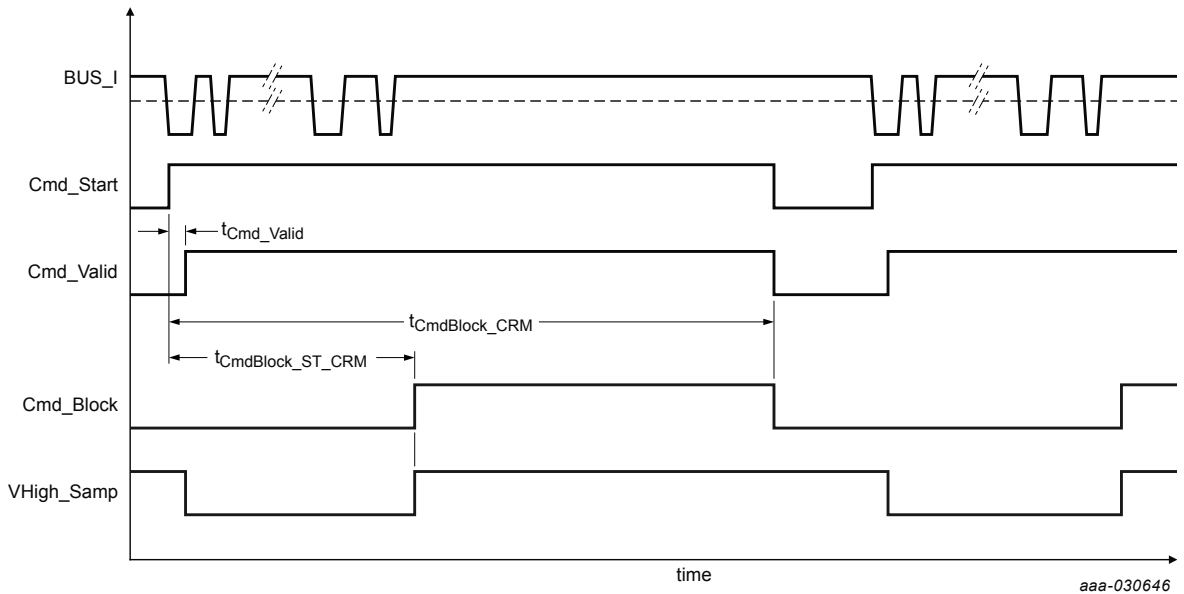 BUS_I
Cmd_Start
tCmd_Valid
Cmd_Valid
tCmdBlock_CRM
tCmdBlock_ST_CRM
Cmd_Block
VHigh_Samp
time
aaa-030646